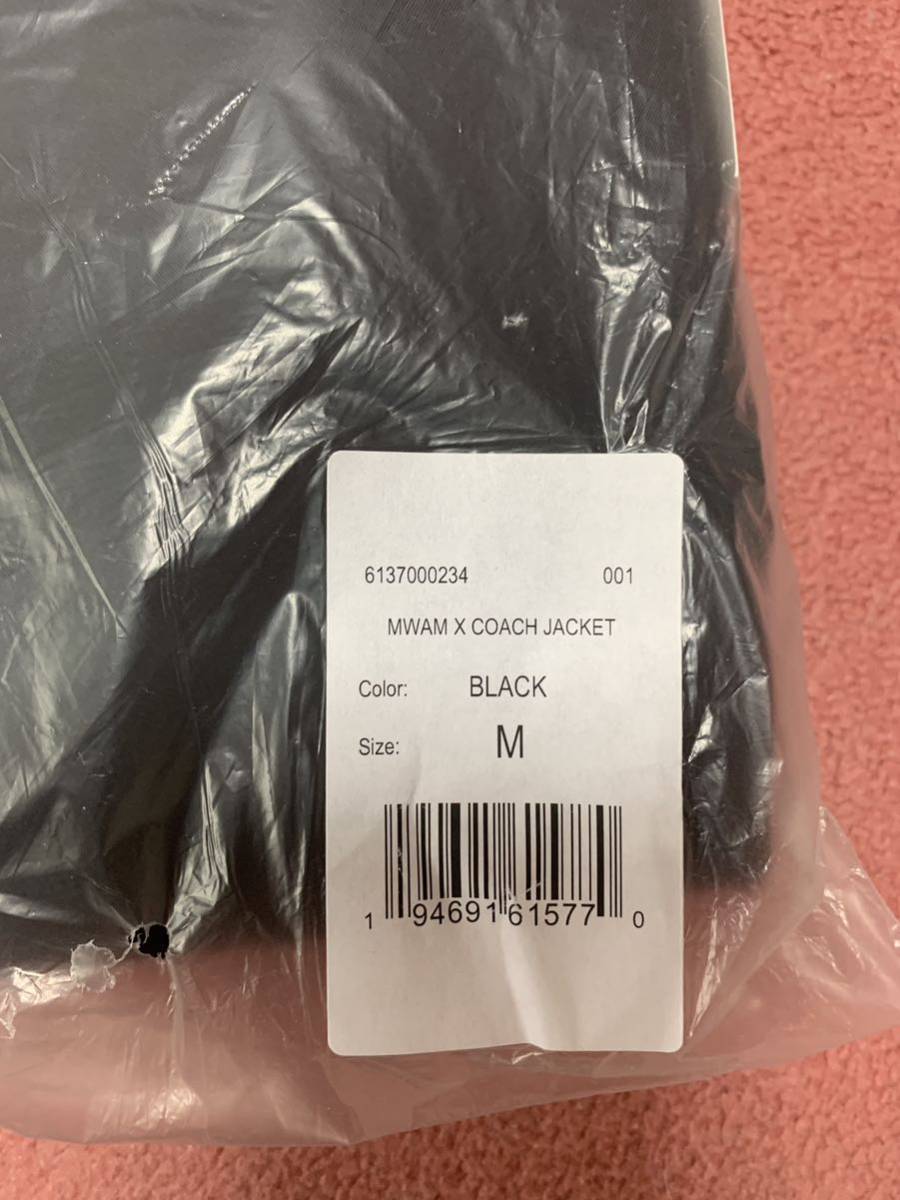 6137000234 001
MWAM X COACH JACKET
Color: BLACK
Size: M
1 94691 61577 0